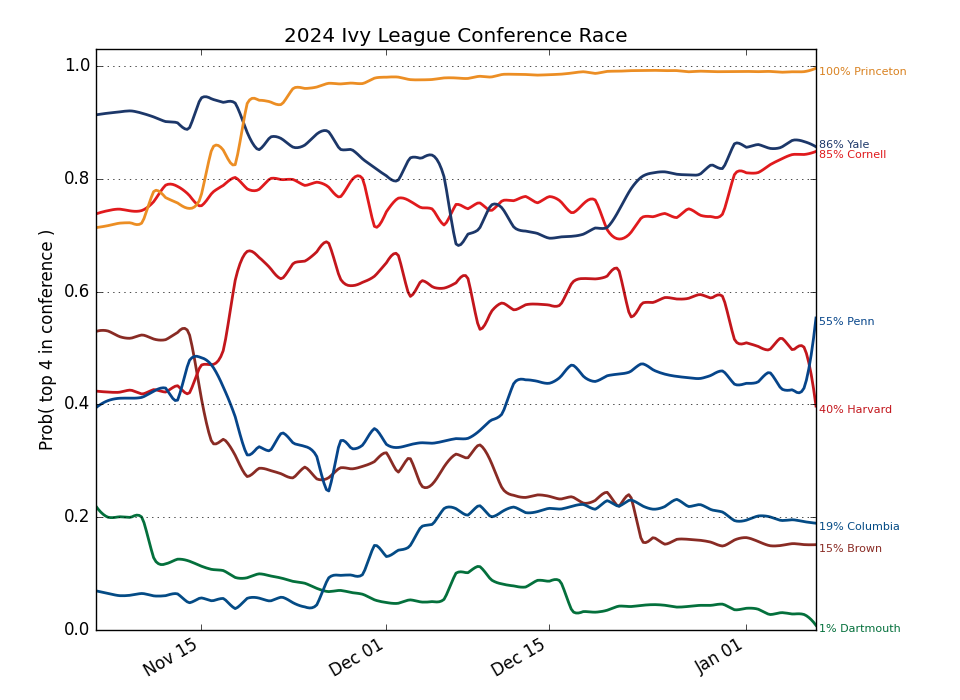 2024 Ivy League Conference Race
Prob( top 4 in conference )
1.0
0.8
0.6
0.4
0.2
0.0
Nov 15
Dec 01
Dec 15
Jan 01
100% Princeton
86% Yale
85% Cornell
55% Penn
40% Harvard
19% Columbia
15% Brown
1% Dartmouth